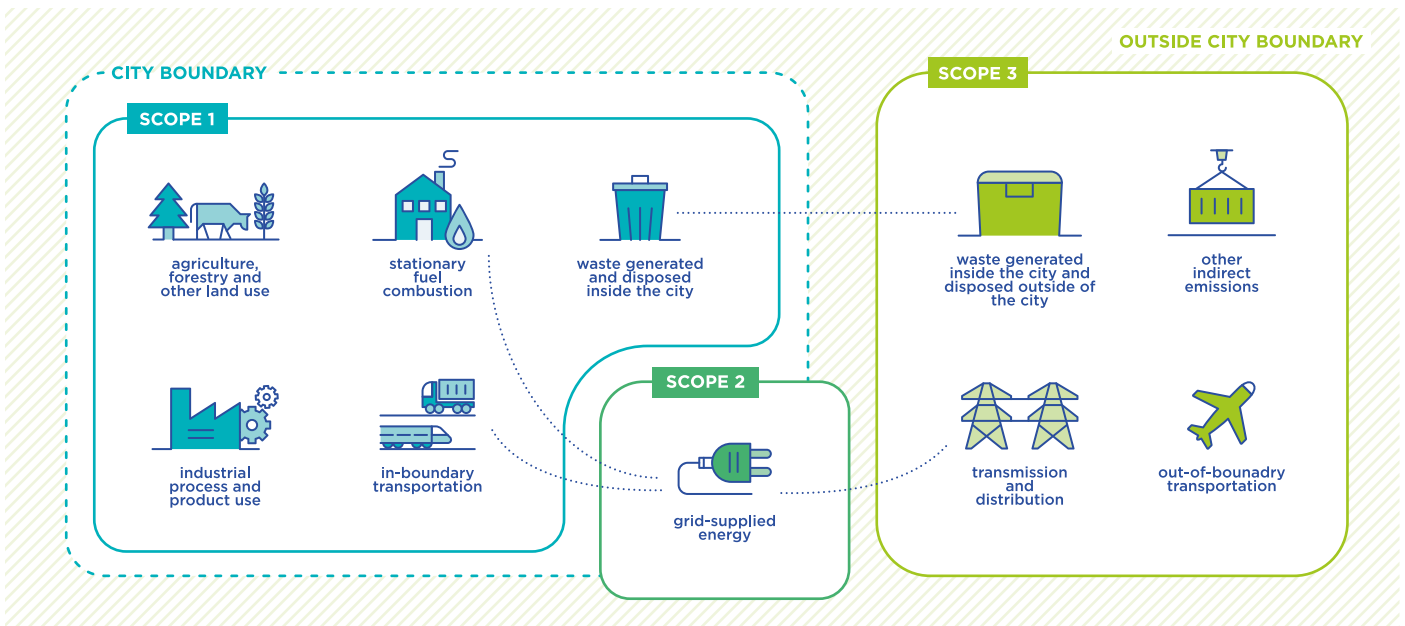 OUTSIDE CITY BOUNDARY
CITY BOUNDARY
SCOPE 1
agriculture,
forestry and
other land use
stationary
fuel
combustion
waste generated
and disposed
inside the city
industrial
process and
product use
in-boundary
transportation
SCOPE 2
grid-supplied
energy
SCOPE 3
waste generated
inside the city and
disposed outside of
the city
other
indirect
emissions
transmission
and
distribution
out-of-bounadry
transportation